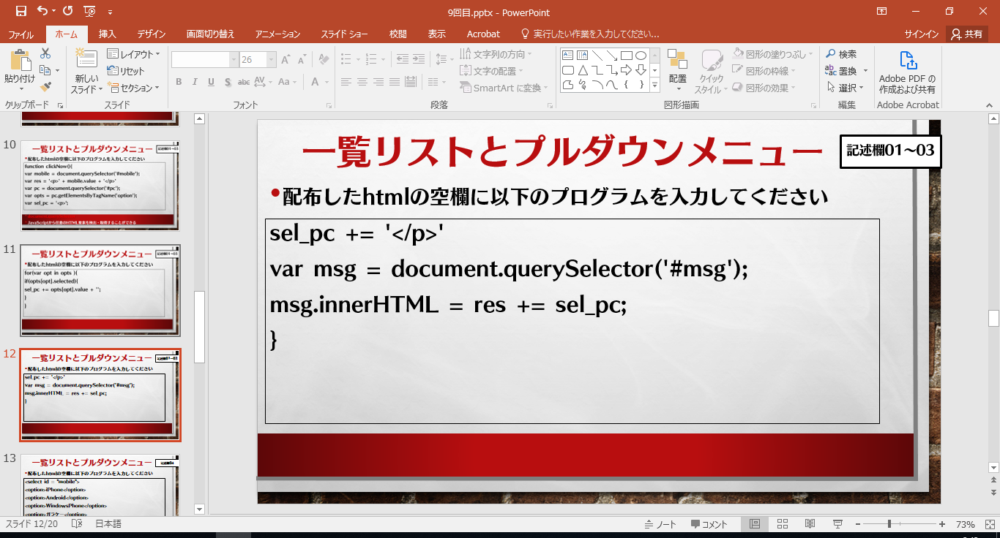 9回目.pptx - PowerPoint
ファイル ホーム 挿入 デザイン 画面切り替え アニメーション スライド ショー 校閲 表示 Acrobat 実行したい作業を入力してください... サインイン 共有
貼り付け
新しい
スライド
レイアウト
リセット
セクション
26
B I U S abc AV Aa A
文字列の方向
文字の配置
SmartArt に変換
配置
クイック
スタイル
図形の塗りつぶし
図形の枠線
図形の効果
検索
置換
選択
Adobe PDF の
作成および共有
クリップボード スライド フォント 段落 図形描画 編集 Adobe Acrobat
10
一覧リストとプルダウンメニュー
記述欄01~03
•配布したhtmlの空欄に以下のプログラムを入力してください
function clickNow(){
var mobile = document.querySelector('#mobile');
var res = '<p>' + mobile.value + '</p>'
var pc = document.querySelector('#pc');
var opts = pc.getElementsByTagName('option');
var sel_pc = '<p>';
JavaScriptから任意のHTML要素を検出・取得することができる
11
一覧リストとプルダウンメニュー
記述欄01~03
•配布したhtmlの空欄に以下のプログラムを入力してください
for(var opt in opts ){
if(opts[opt].selected){
sel_pc += opts[opt].value + '';
}
}
12
一覧リストとプルダウンメニュー
記述欄01~03
•配布したhtmlの空欄に以下のプログラムを入力してください
sel_pc += '</p>'
var msg = document.querySelector('#msg');
msg.innerHTML = res += sel_pc;
}
13
一覧リストとプルダウンメニュー
•配布したhtmlの空欄に以下のプログラムを入力してください
<select id = "mobile">
<option>iPhone</option>
<option>Android</option>
<option>WindowsPhone</option>
<option>ガラケー</option>
一覧リストとプルダウンメニュー
記述欄01~03
•配布したhtmlの空欄に以下のプログラムを入力してください
sel_pc += '</p>'
var msg = document.querySelector('#msg');
msg.innerHTML = res += sel_pc;
}
スライド 12/20 日本語 ノート コメント 73%